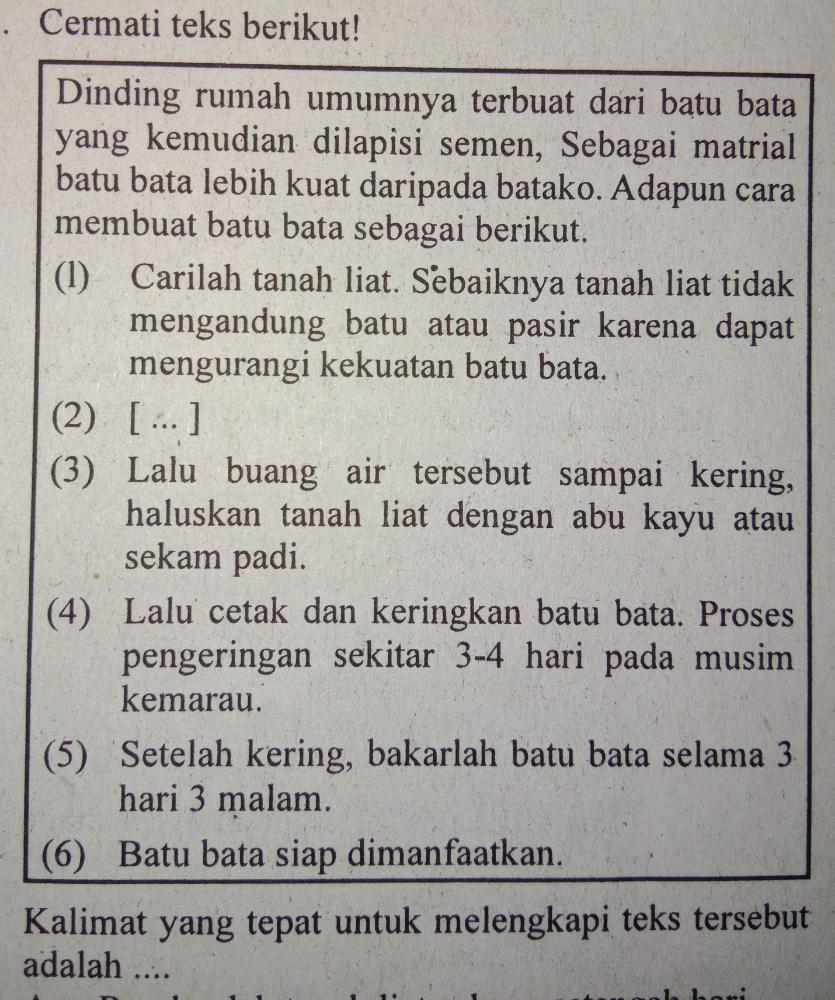 . Cermati teks berikut!
Dinding rumah umumnya terbuat dari batu bata
yang kemudian dilapisi semen, Sebagai matrial
batu bata lebih kuat daripada batako. Adapun cara
membuat batu bata sebagai berikut.
(1) Carilah tanah liat. Sebaiknya tanah liat tidak
mengandung batu atau pasir karena dapat
mengurangi kekuatan batu bata.
(2) [ ... ]
(3) Lalu buang air tersebut sampai kering,
haluskan tanah liat dengan abu kayu atau
sekam padi.
(4) Lalu cetak dan keringkan batu bata. Proses
pengeringan sekitar 3-4 hari pada musim
kemarau.
(5) Setelah kering, bakarlah batu bata selama 3
hari 3 malam.
(6) Batu bata siap dimanfaatkan.
Kalimat yang tepat untuk melengkapi teks tersebut
adalah ....